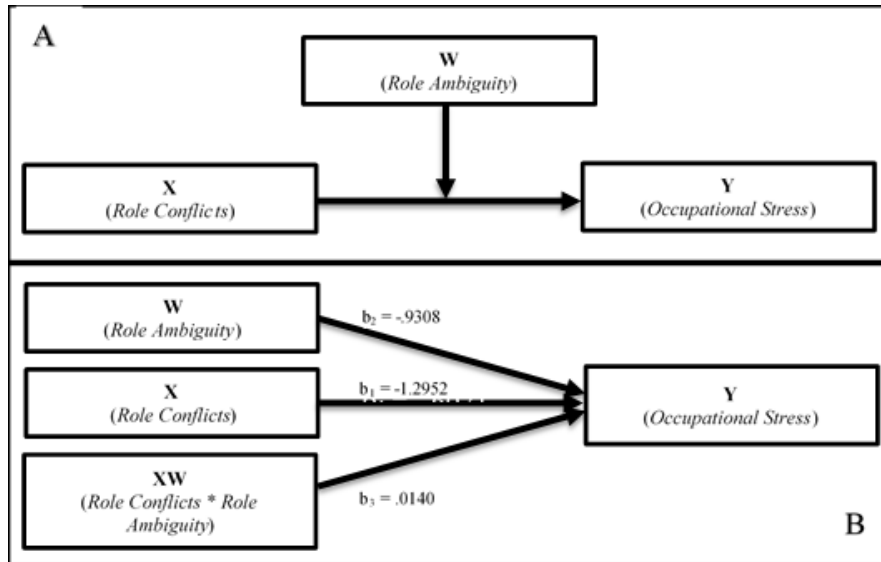 A
W
(Role Ambiguity)
X
(Role Conflicts)
Y
(Occupational Stress)
W
(Role Ambiguity)
b₂ = -.9308
X
(Role Conflicts)
b₁ = -1.2952
Y
(Occupational Stress)
XW
(Role Conflicts * Role
Ambiguity)
b₃ = .0140
B